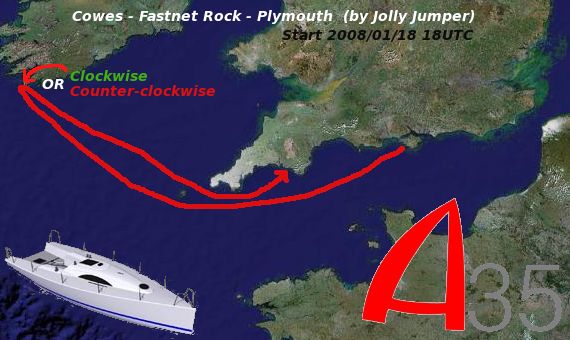 Cowes - Fastnet Rock - Plymouth (by Jolly Jumper)
Start 2008/01/18 18UTC
Clockwise
OR
Counter-clockwise
A35